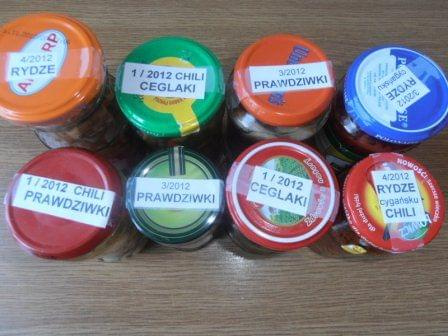 4/2012
RYDZE
1 / 2012 CHILI
CEGLAKI
3/2012
PRAWDZIWKI
3/2012
RYDZE
cygańsku
1 / 2012 CHILI
PRAWDZIWKI
3/2012
PRAWDZIWKI
1 / 2012
CEGLAKI
NOWOŚĆ!
4/2012
RYDZE
cygańsku
CHILI